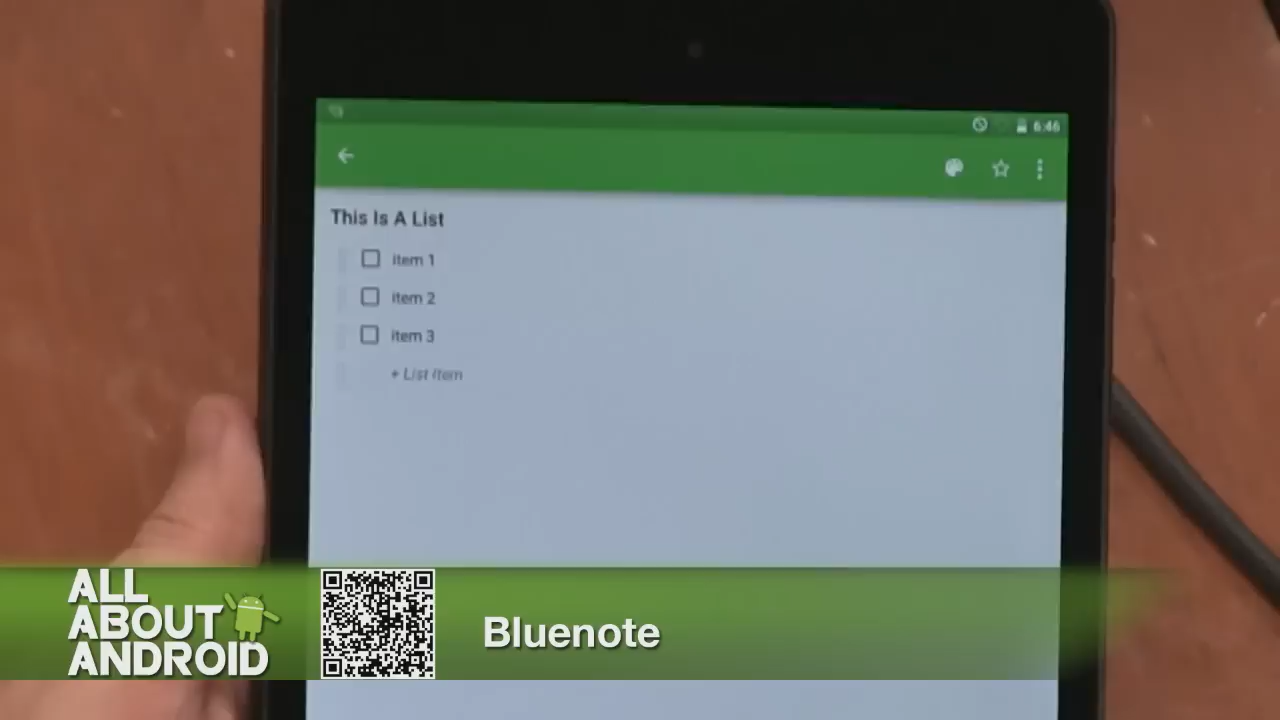 6:46
This Is A List
item 1
item 2
item 3
+ List Item
ALL
ABOUT
ANDROID
Bluenote